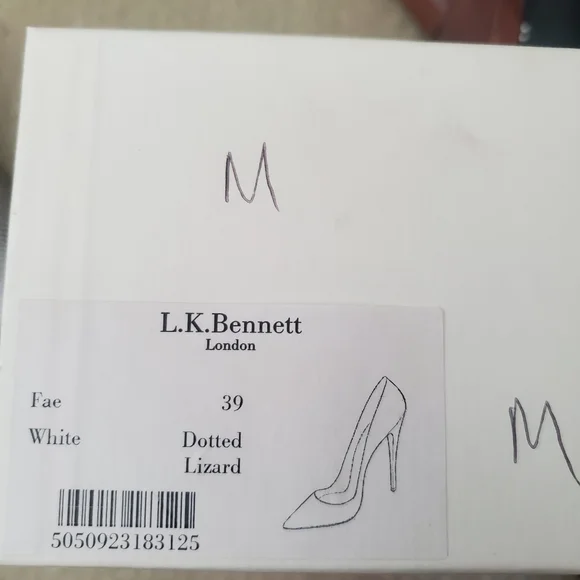 M
L.K.Bennett
London
Fae 39
White Dotted
Lizard
5050923183125
M